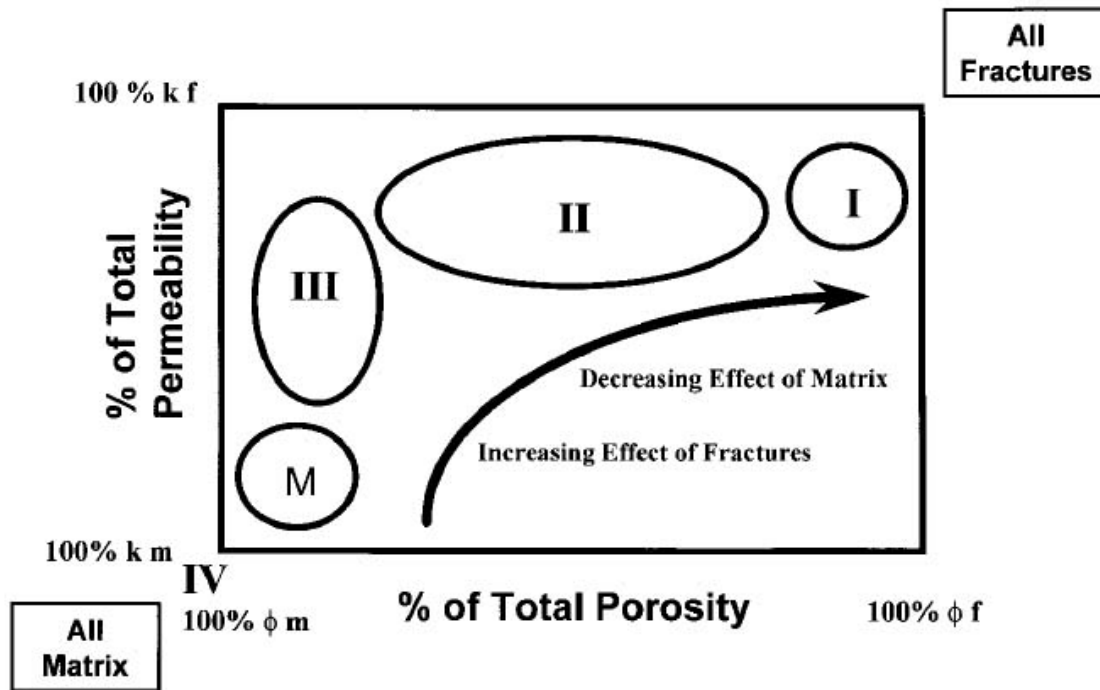 All
Fractures
100 % k f
% of Total
Permeability
I
II
III
Decreasing Effect of Matrix
Increasing Effect of Fractures
M
100% k m
IV
100% ϕ m
% of Total Porosity
100% ϕ f
All
Matrix